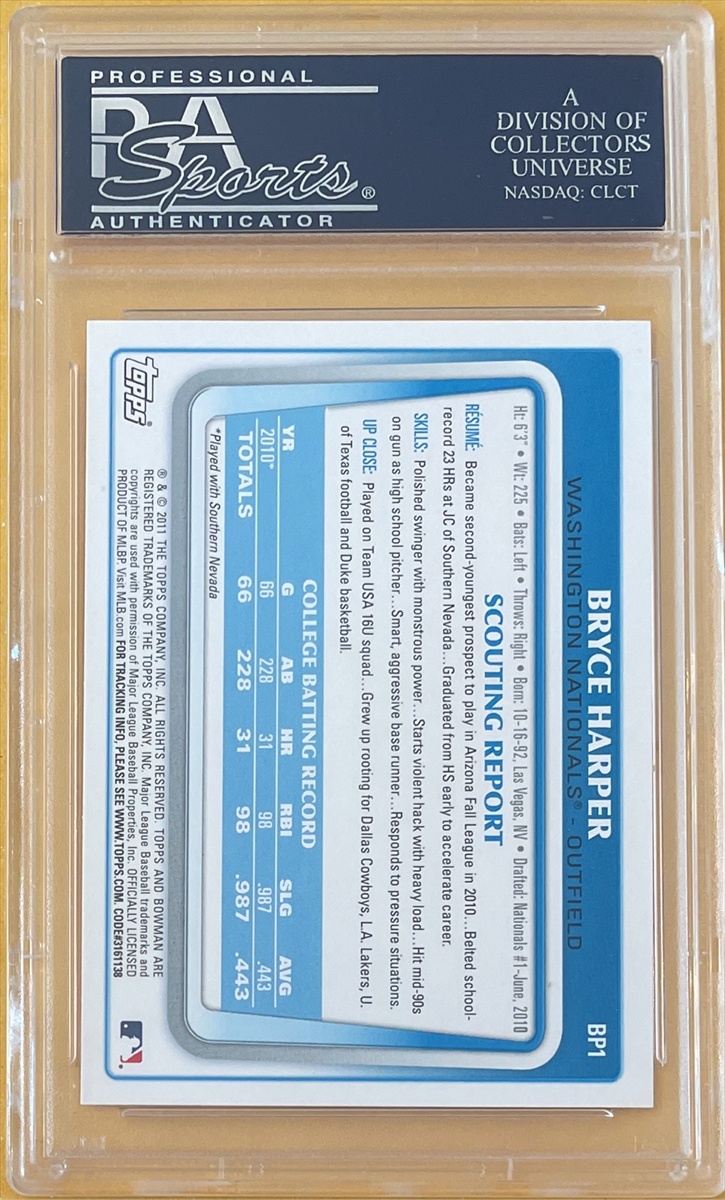 PROFESSIONAL
PSA
Sports®
AUTHENTICATOR
A
DIVISION OF
COLLECTORS
UNIVERSE
NASDAQ: CLCT
BRYCE HARPER
BP1
WASHINGTON NATIONALS® - OUTFIELD
Ht: 6'3" • Wt: 225 • Bats: Left • Throws: Right • Born: 10-16-92, Las Vegas, NV • Drafted: Nationals #1-June, 2010
SCOUTING REPORT
RÉSUMÉ: Became second-youngest prospect to play in Arizona Fall League in 2010...Belted school-
record 23 HRs at JC of Southern Nevada...Graduated from HS early to accelerate career.
SKILLS: Polished swinger with monstrous power...Starts violent hack with heavy load...Hit mid-90s
on gun as high school pitcher...Smart, aggressive base runner...Responds to pressure situations.
UP CLOSE: Played on Team USA 16U squad...Grew up rooting for Dallas Cowboys, L.A. Lakers, U.
of Texas football and Duke basketball.
COLLEGE BATTING RECORD
YR G AB HR RBI SLG AVG
2010* 66 228 31 98 .987 .443
TOTALS 66 228 31 98 .987 .443
*Played with Southern Nevada
topps®
® & © 2011 THE TOPPS COMPANY, INC. ALL RIGHTS RESERVED. TOPPS AND BOWMAN ARE
REGISTERED TRADEMARKS OF THE TOPPS COMPANY, INC. Major League Baseball trademarks and
copyrights are used with permission of Major League Baseball Properties, Inc. OFFICIALLY LICENSED
PRODUCT OF MLBP. Visit MLB.com FOR TRACKING INFO, PLEASE SEE WWW.TOPPS.COM. CODE#3161138